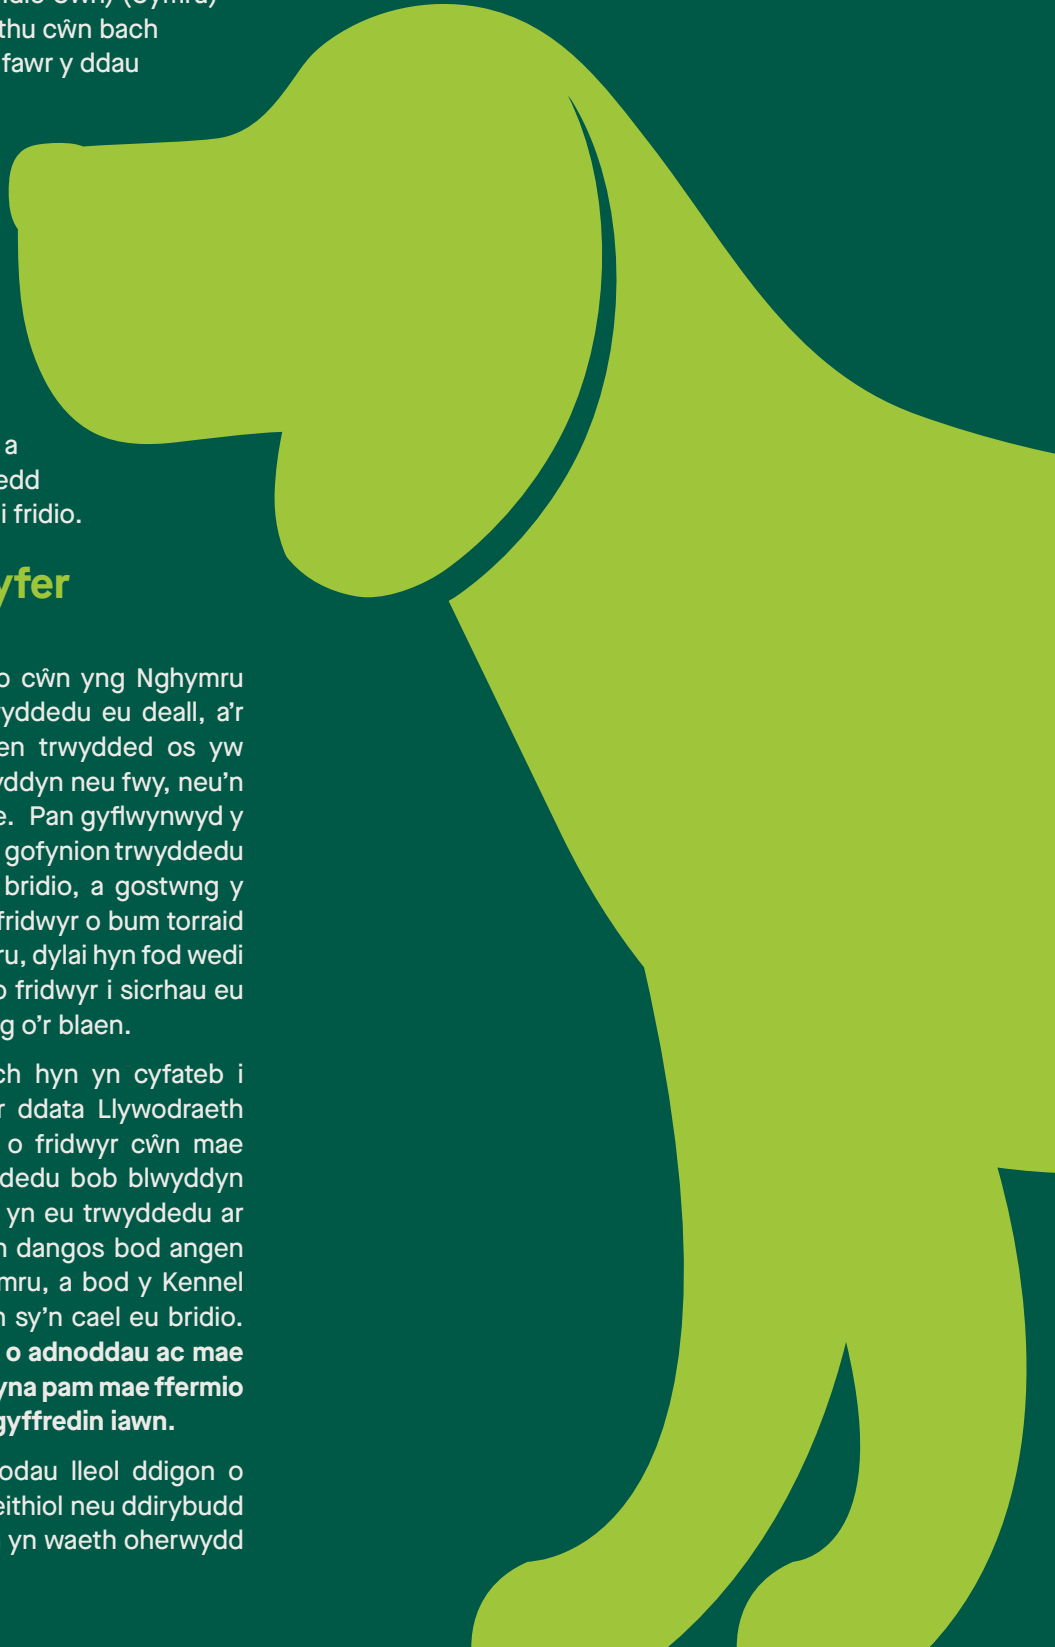 (Cymru)
thu cŵn bach
fawr y ddau
a
edd
i fridio.
yfer
o cŵn yng Nghymru
yddedu eu deall, a'r
en trwydded os yw
yddyn neu fwy, neu'n
e. Pan gyflwynwyd y
gofynion trwyddedu
bridio, a gostwng y
fridwyr o bum torraid
ru, dylai hyn fod wedi
o fridwyr i sicrhau eu
g o'r blaen.
ch hyn yn cyfateb i
r ddata Llywodraeth
o fridwyr cŵn mae
dedu bob blwyddyn
yn eu trwyddedu ar
n dangos bod angen
mru, a bod y Kennel
n sy'n cael eu bridio.
o adnoddau ac mae
yna pam mae ffermio
gyffredin iawn.
odau lleol ddigon o
eithiol neu ddirybudd
yn waeth oherwydd